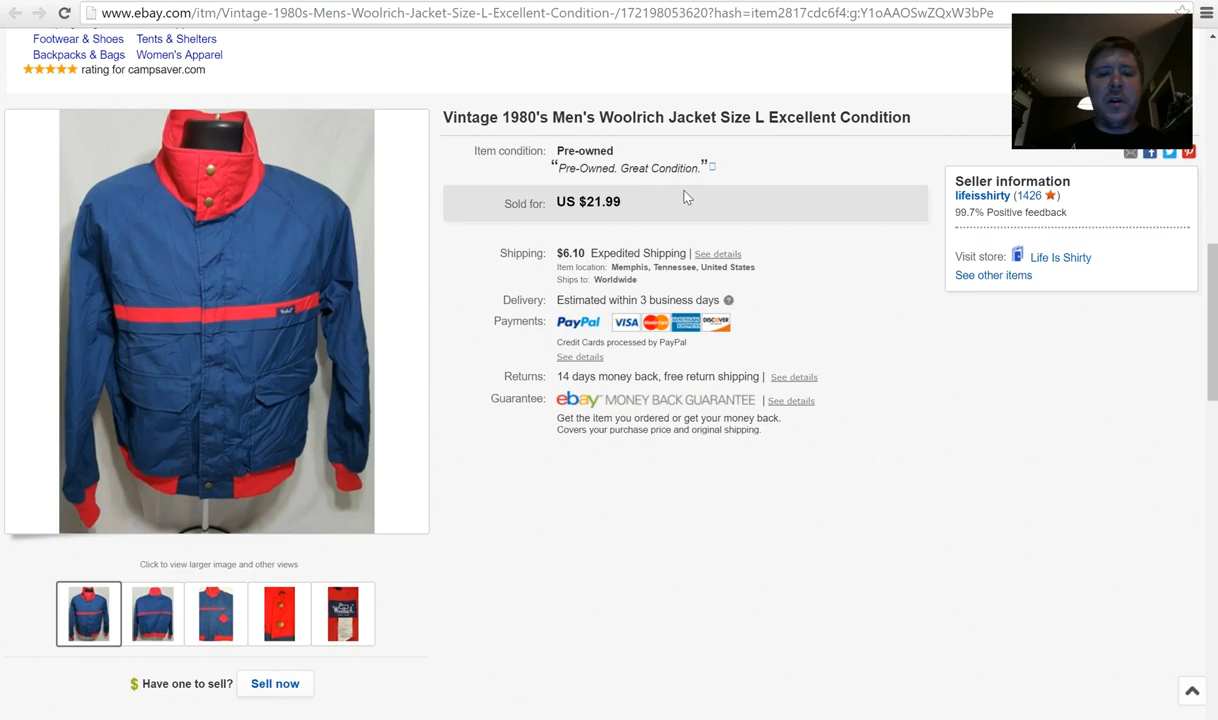 www.ebay.com/itm/Vintage-1980s-Mens-Woolrich-Jacket-Size-L-Excellent-Condition-/172198053620?hash=item2817cdc6f4:g:Y1oAAOSwZQxW3bPe
Footwear & Shoes Tents & Shelters
Backpacks & Bags Women's Apparel
rating for campsaver.com
Vintage 1980's Men's Woolrich Jacket Size L Excellent Condition
Item condition: Pre-owned
“Pre-Owned. Great Condition.”
Sold for: US $21.99
Shipping: $6.10 Expedited Shipping | See details
Item location: Memphis, Tennessee, United States
Ships to: Worldwide
Delivery: Estimated within 3 business days
Payments: PayPal VISA MasterCard AMERICAN EXPRESS DISCOVER
Credit Cards processed by PayPal
See details
Returns: 14 days money back, free return shipping | See details
Guarantee: ebay MONEY BACK GUARANTEE | See details
Get the item you ordered or get your money back.
Covers your purchase price and original shipping.
Seller information
lifeisshirty (1426 )
99.7% Positive feedback
Visit store: Life Is Shirty
See other items
Click to view larger image and other views
$ Have one to sell? Sell now